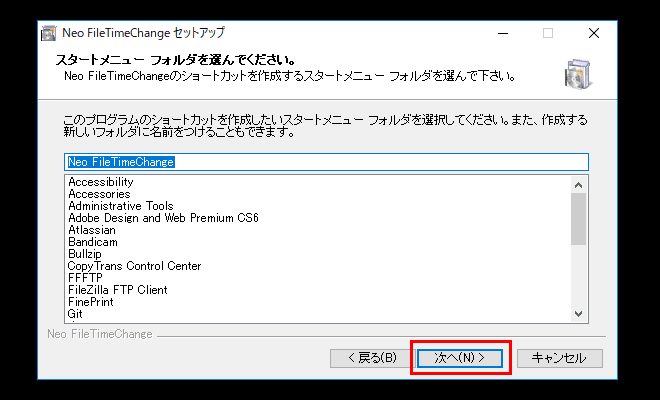 Neo FileTimeChange セットアップ
スタートメニュー フォルダを選んでください。
Neo FileTimeChangeのショートカットを作成するスタートメニュー フォルダを選んで下さい。
このプログラムのショートカットを作成したいスタートメニュー フォルダを選択してください。また、作成する
新しいフォルダに名前をつけることもできます。
Neo FileTimeChange
Accessibility
Accessories
Administrative Tools
Adobe Design and Web Premium CS6
Atlassian
Bandicam
Bullzip
CopyTrans Control Center
FFFTP
FileZilla FTP Client
FinePrint
Git
Neo FileTimeChange
< 戻る(B)
次へ(N) >
キャンセル